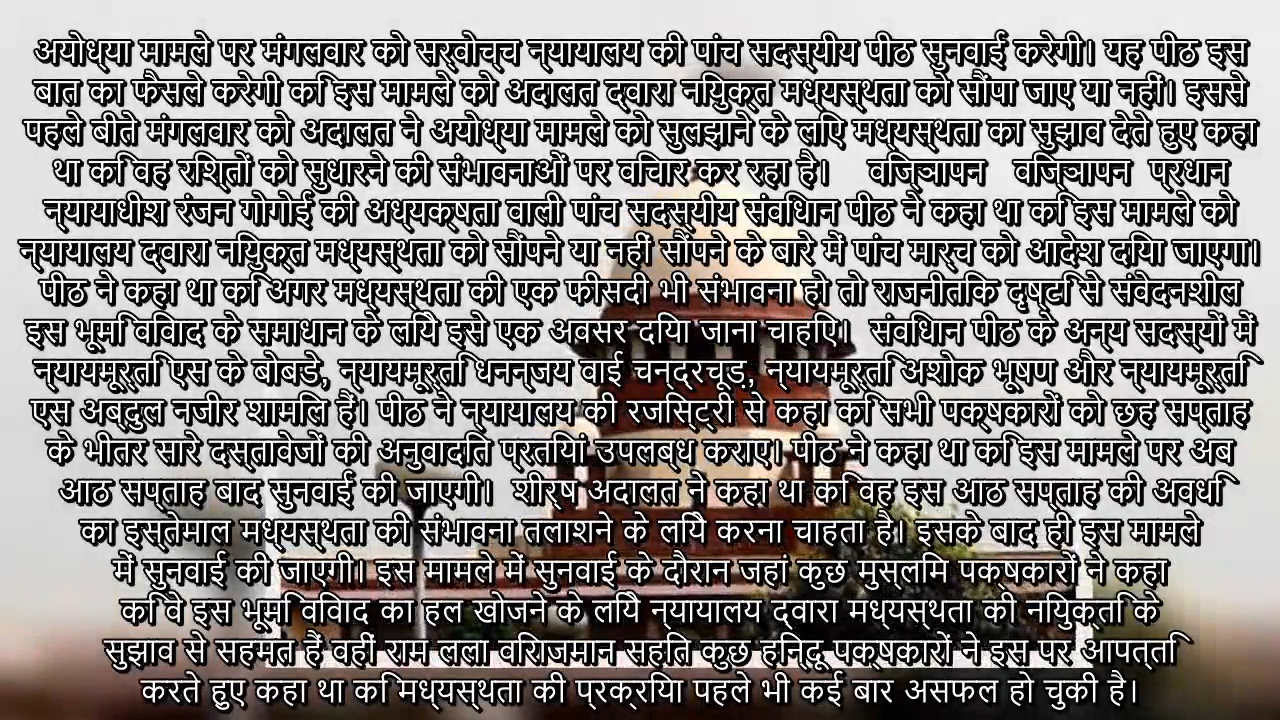 अयोध्या मामले पर मंगलवार को सर्वोच्च न्यायालय की पांच सदस्यीय पीठ सुनवाई करेगी। यह पीठ इस
बात का फैसले करेगी कि इस मामले को अदालत द्वारा नियुक्त मध्यस्थता को सौंपा जाए या नहीं। इससे
पहले बीते मंगलवार को अदालत ने अयोध्या मामले को सुलझाने के लिए मध्यस्थता का सुझाव देते हुए कहा
था कि वह रिश्तों को सुधारने की संभावनाओं पर विचार कर रहा है। विज्ञापन विज्ञापन प्रधान
न्यायाधीश रंजन गोगोई की अध्यक्षता वाली पांच सदस्यीय संविधान पीठ ने कहा था कि इस मामले को
न्यायालय द्वारा नियुक्त मध्यस्थता को सौंपने या नहीं सौंपने के बारे में पांच मार्च को आदेश दिया जाएगा।
पीठ ने कहा था कि अगर मध्यस्थता की एक फीसदी भी संभावना हो तो राजनीतिक दृष्टि से संवेदनशील
इस भूमि विवाद के समाधान के लिये इसे एक अवसर दिया जाना चाहिए। संविधान पीठ के अन्य सदस्यों में
न्यायमूर्ति एस के बोबडे, न्यायमूर्ति धनन्जय वाई चन्द्रचूड़, न्यायमूर्ति अशोक भूषण और न्यायमूर्ति
एस अब्दुल नजीर शामिल हैं। पीठ ने न्यायालय की रजिस्ट्री से कहा कि सभी पक्षकारों को छह सप्ताह
के भीतर सारे दस्तावेजों की अनुवादित प्रतियां उपलब्ध कराए। पीठ ने कहा था कि इस मामले पर अब
आठ सप्ताह बाद सुनवाई की जाएगी। शीर्ष अदालत ने कहा था कि वह इस आठ सप्ताह की अवधि
का इस्तेमाल मध्यस्थता की संभावना तलाशने के लिये करना चाहता है। इसके बाद ही इस मामले
में सुनवाई की जाएगी। इस मामले में सुनवाई के दौरान जहां कुछ मुस्लिम पक्षकारों ने कहा
कि वे इस भूमि विवाद का हल खोजने के लिये न्यायालय द्वारा मध्यस्थता की नियुक्ति के
सुझाव से सहमत हैं वहीं राम लला विराजमान सहित कुछ हिन्दू पक्षकारों ने इस पर आपत्ति
करते हुए कहा था कि मध्यस्थता की प्रक्रिया पहले भी कई बार असफल हो चुकी है।